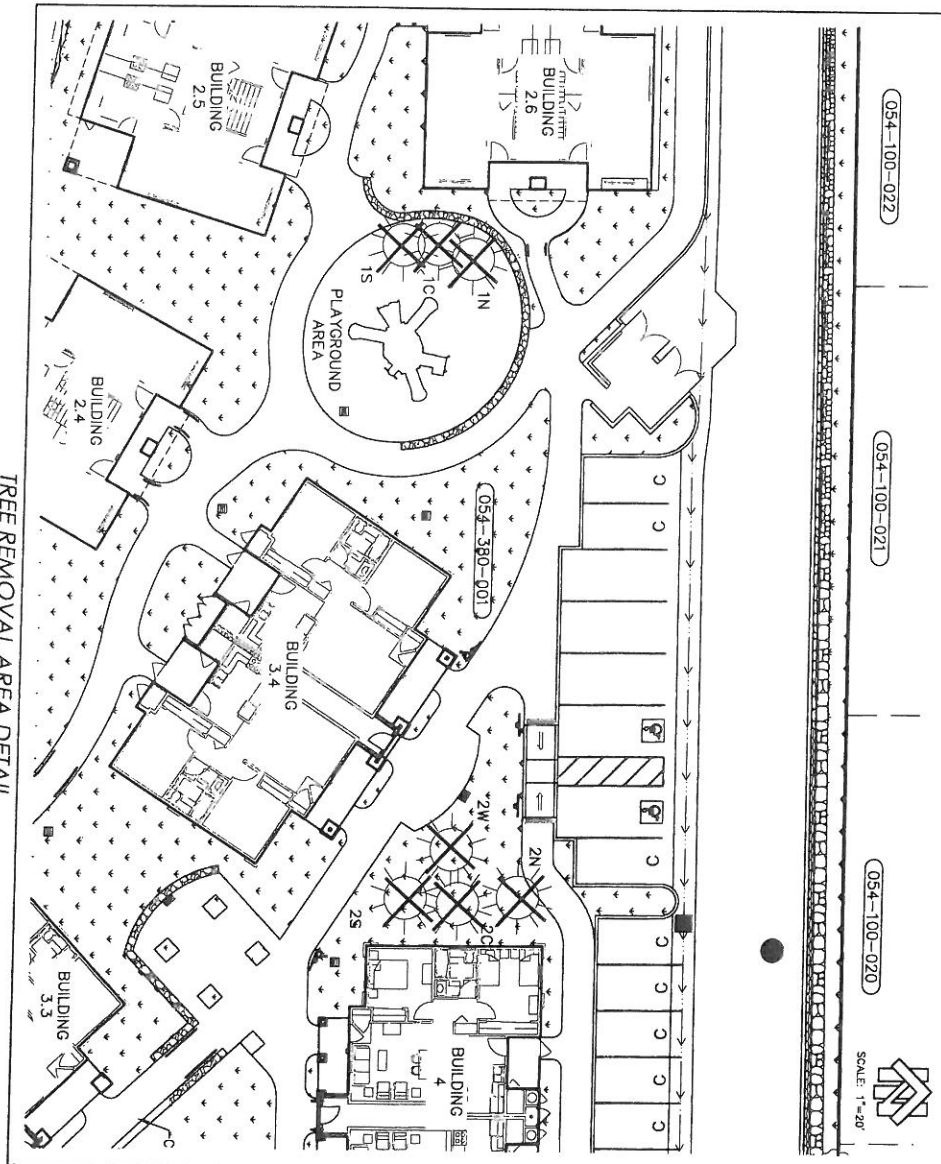 054-100-022
054-100-021
054-100-020
SCALE: 1"=20'
BUILDING
2.6
BUILDING
2.5
1N
1C
1S
PLAYGROUND
AREA
BUILDING
2.4
054-380-001
C
C
BUILDING
3.4
2W
2N
2C
2S
C
C
C
C
C
C
BUILDING
4
BUILDING
3.3
C
TREE REMOVAL AREA DETAIL